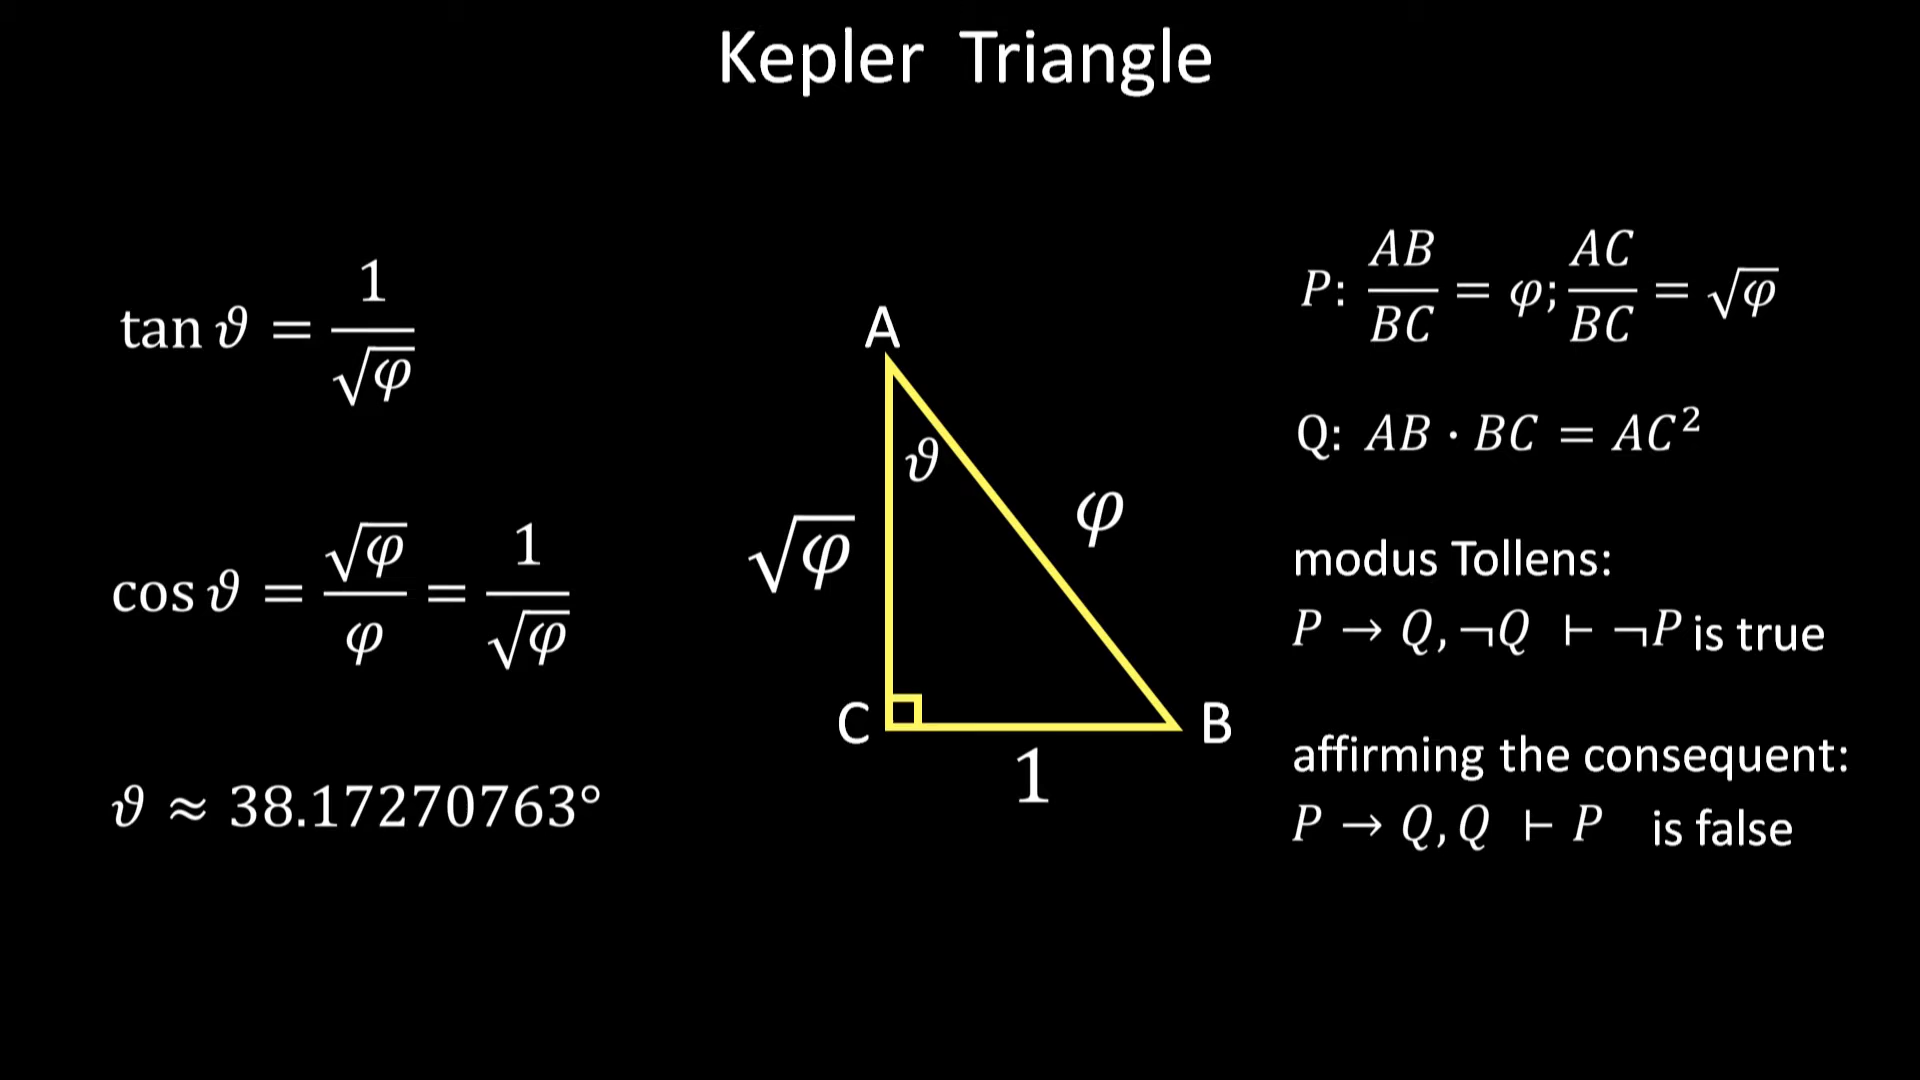 Kepler Triangle
tan ϑ = 1/√φ
cos ϑ = √φ/φ = 1/√φ
ϑ ≈ 38.17270763°
A
ϑ
√φ
φ
C
B
1
P: AB/BC = φ; AC/BC = √φ
Q: AB · BC = AC²
modus Tollens:
P → Q, ¬Q ⊢ ¬P is true
affirming the consequent:
P → Q, Q ⊢ P is false